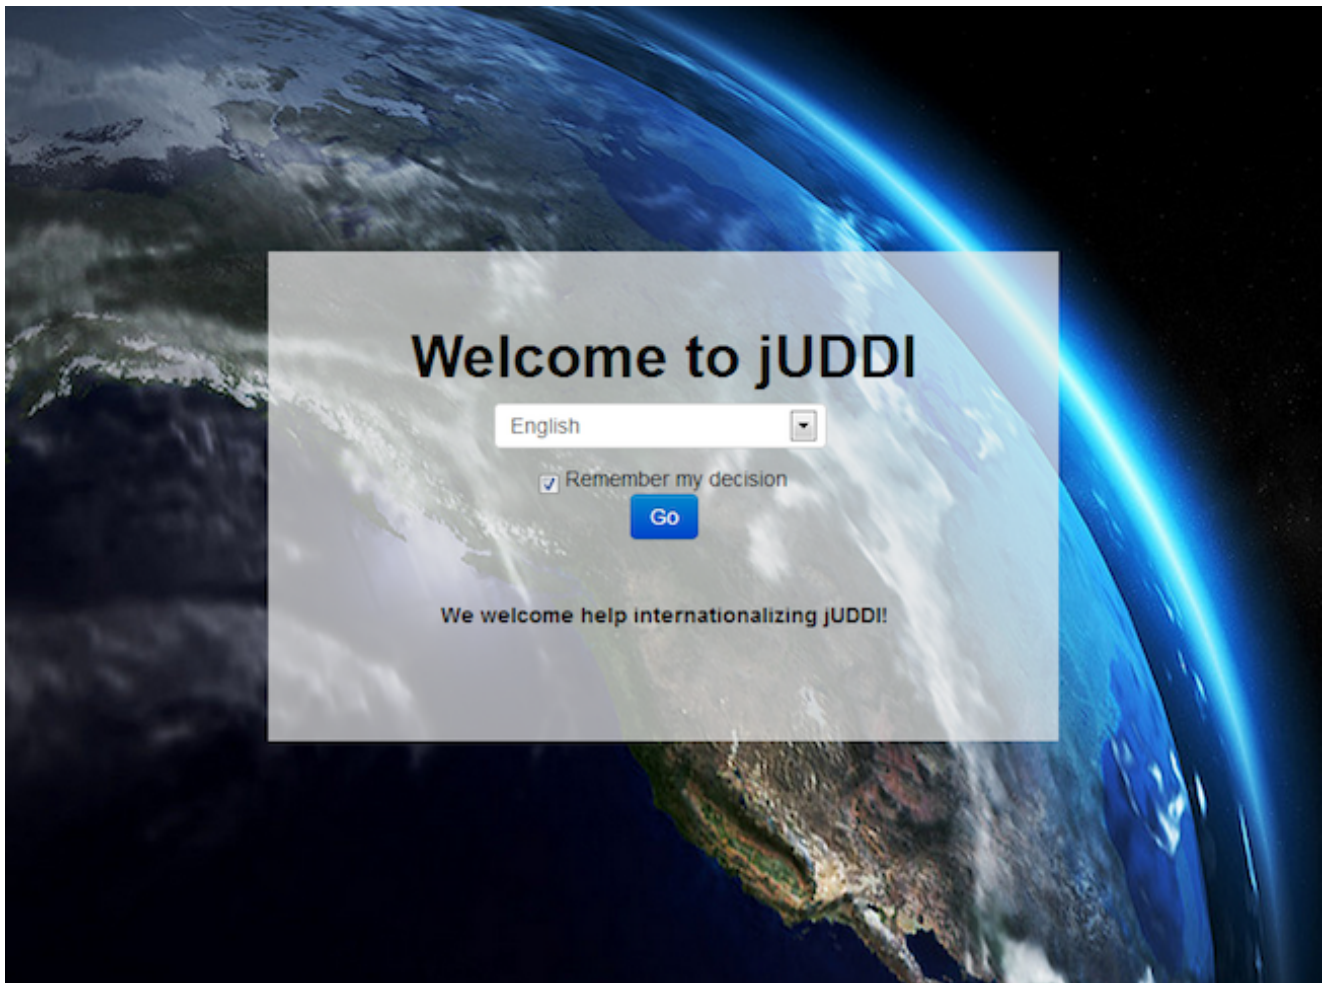 Welcome to jUDDI
English
Remember my decision
Go
We welcome help internationalizing jUDDI!